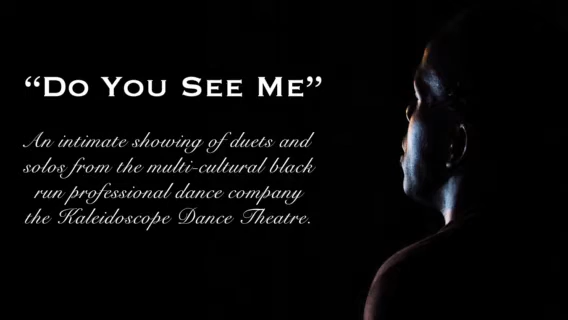 “Do You See Me”
An intimate showing of duets and
solos from the multi-cultural black
run professional dance company
the Kaleidoscope Dance Theatre.